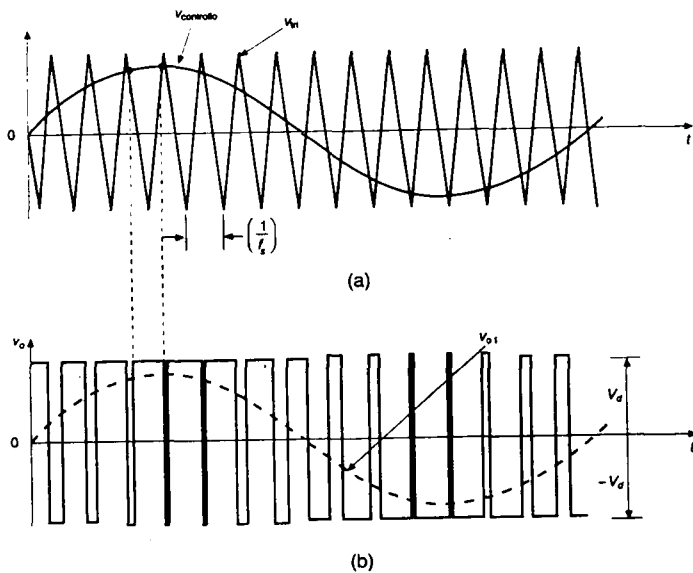 v_controllo
v_tri
0
t
(1/f_s)
(a)
v_o
v_o1
V_d
0
t
-V_d
(b)